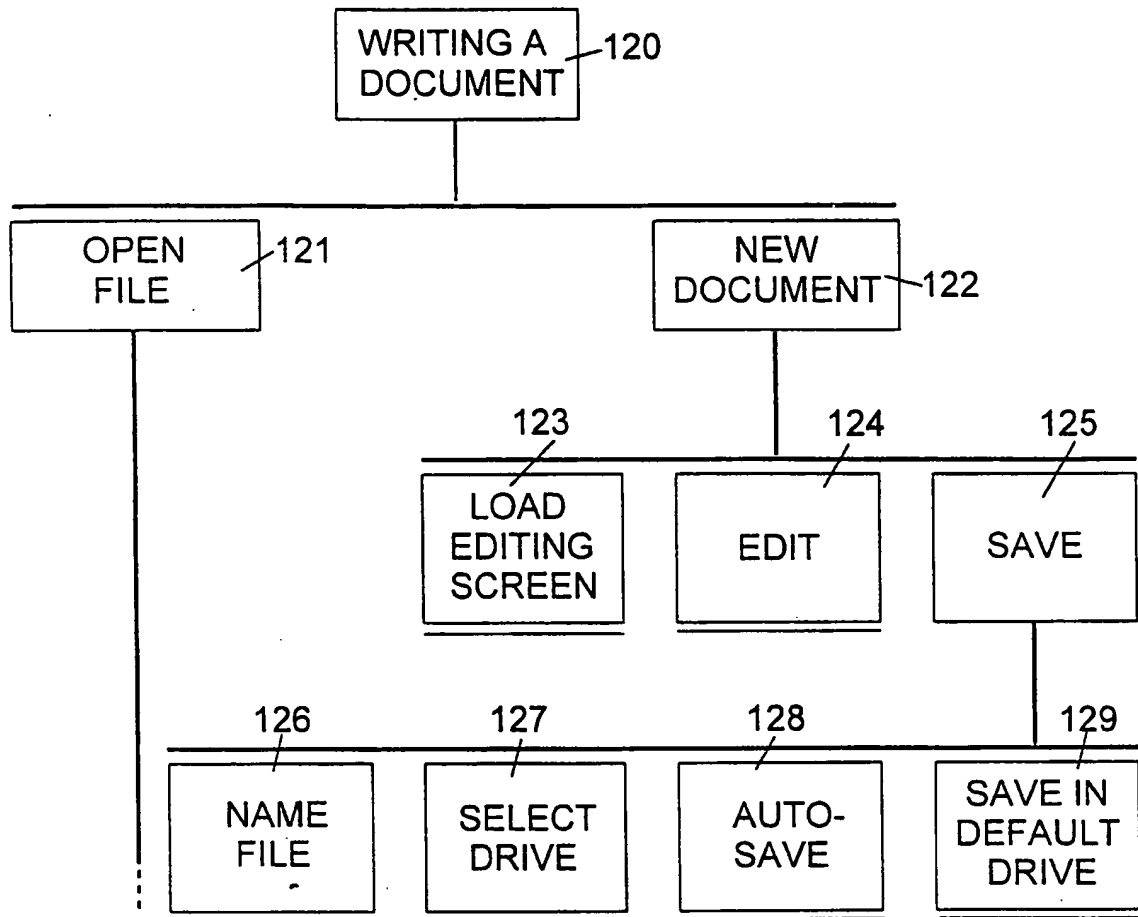 WRITING A
DOCUMENT
120
OPEN
FILE
121
NEW
DOCUMENT
122
123
124
125
LOAD
EDITING
SCREEN
EDIT
SAVE
126
127
128
129
NAME
FILE
SELECT
DRIVE
AUTO-
SAVE
SAVE IN
DEFAULT
DRIVE